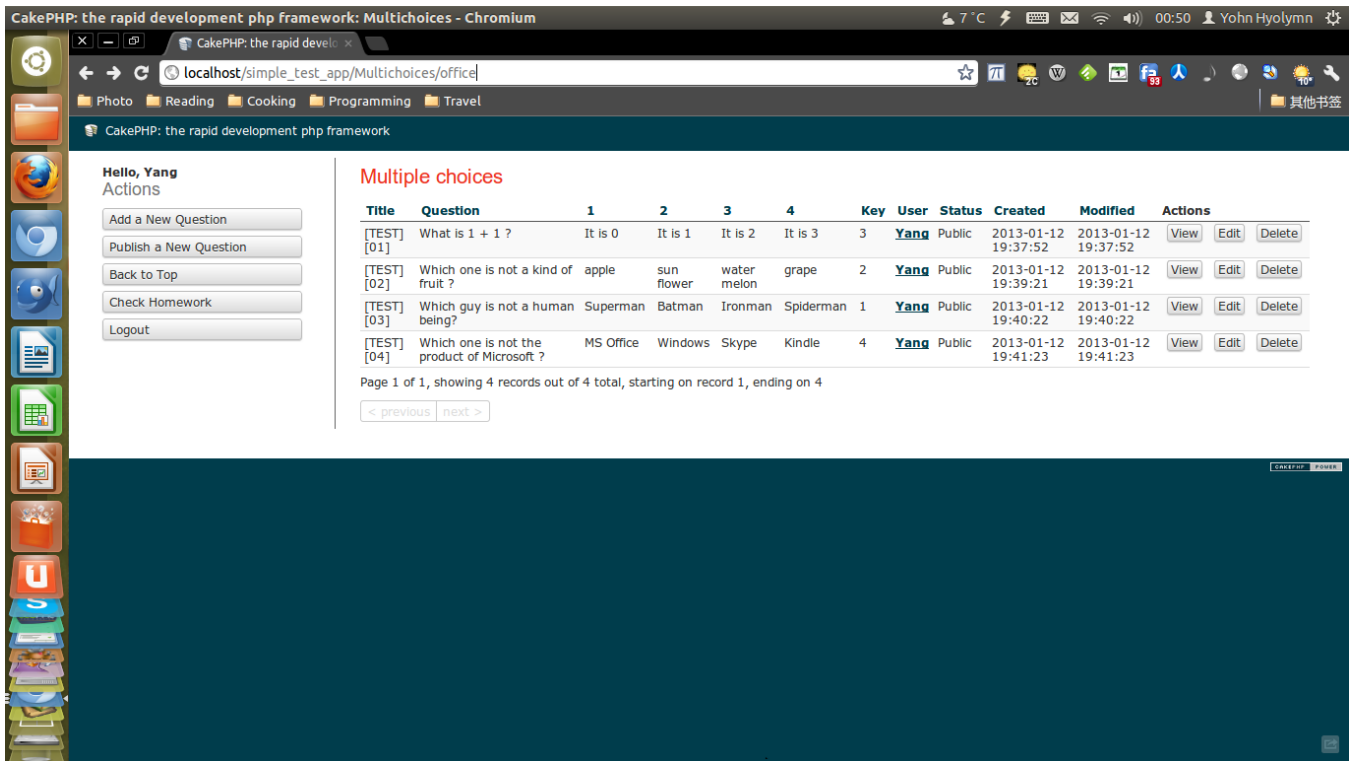 CakePHP: the rapid development php framework: Multichoices - Chromium 7 °C 00:50 Yohn Hyolymn
CakePHP: the rapid develo
localhost/simple_test_app/Multichoices/office
Photo Reading Cooking Programming Travel 其他书签
CakePHP: the rapid development php framework
Hello, Yang
Actions
Add a New Question
Publish a New Question
Back to Top
Check Homework
Logout
Multiple choices
Title Question 1 2 3 4 Key User Status Created Modified Actions
[TEST] What is 1 + 1 ? It is 0 It is 1 It is 2 It is 3 3 Yang Public 2013-01-12 2013-01-12 View Edit Delete
[01] 19:37:52 19:37:52
[TEST] Which one is not a kind of apple sun water grape 2 Yang Public 2013-01-12 2013-01-12 View Edit Delete
[02] fruit ? flower melon 19:39:21 19:39:21
[TEST] Which guy is not a human Superman Batman Ironman Spiderman 1 Yang Public 2013-01-12 2013-01-12 View Edit Delete
[03] being? 19:40:22 19:40:22
[TEST] Which one is not the MS Office Windows Skype Kindle 4 Yang Public 2013-01-12 2013-01-12 View Edit Delete
[04] product of Microsoft ? 19:41:23 19:41:23
Page 1 of 1, showing 4 records out of 4 total, starting on record 1, ending on 4
< previous next >
CAKEPHP POWER